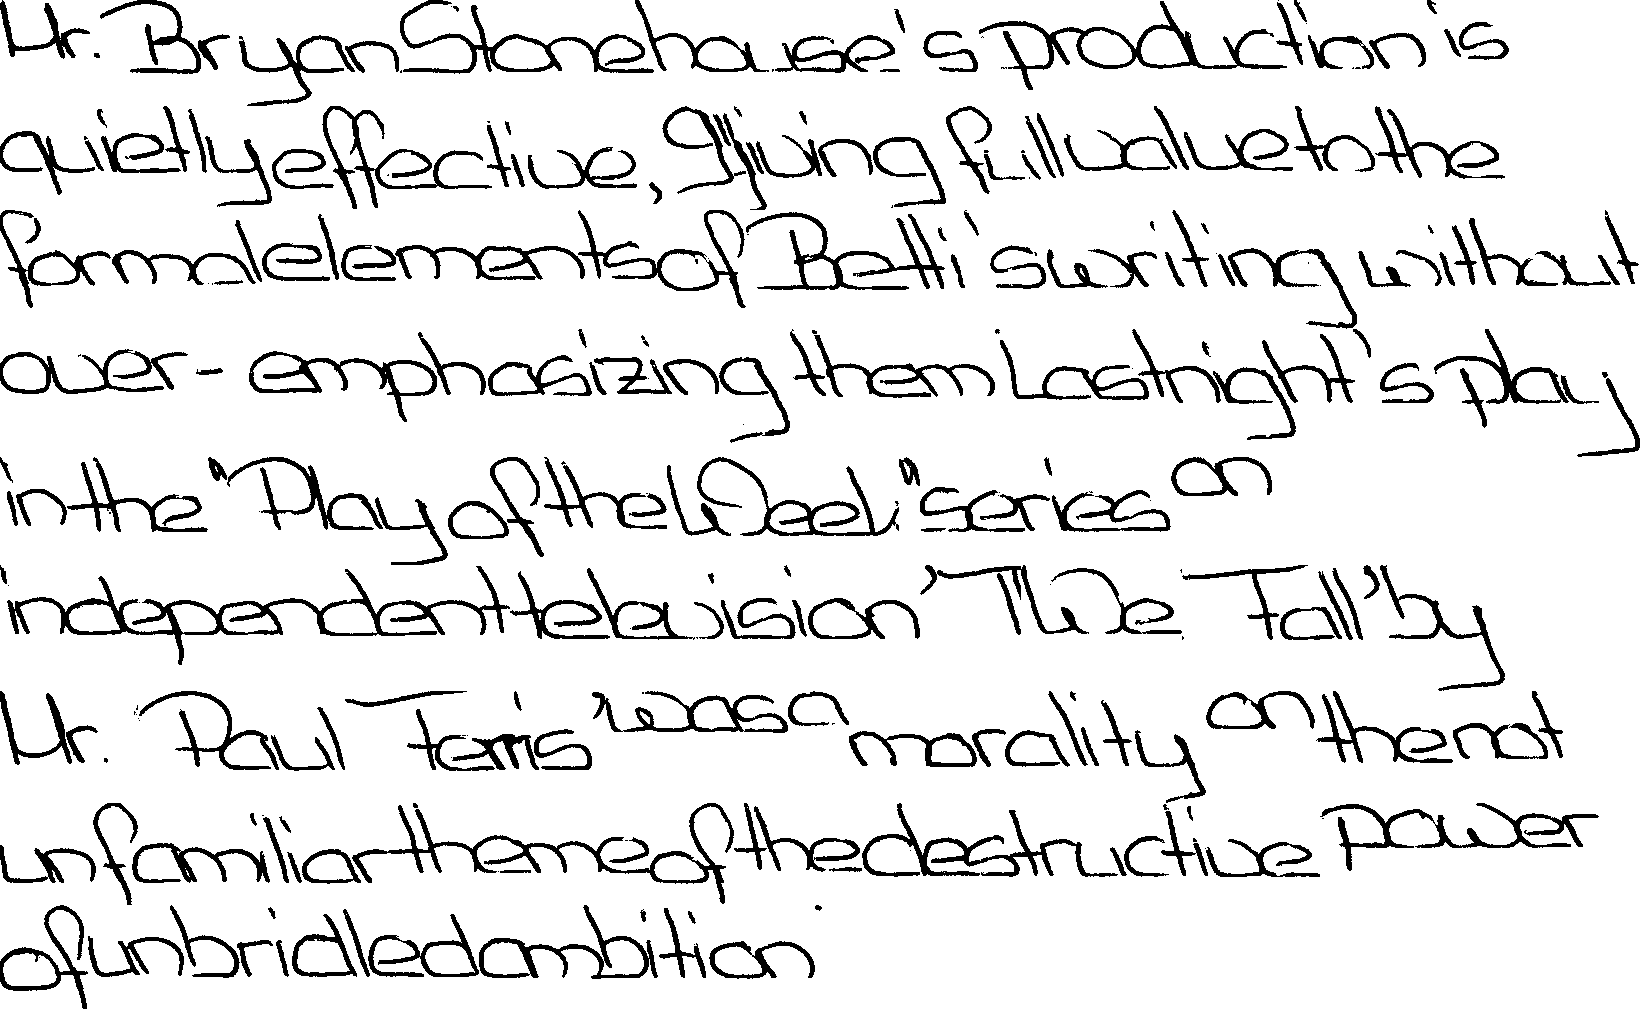 Mr. Bryan Stonehouse's production is
quietly effective, giving full value to the
formal elements of Betti's writing without
over-emphasizing them Last night's play
in the "Play of the Week" series on
independent television 'The Fall' by
Mr. Paul Ferris was a morality on the not
unfamiliar theme of the destructive power
of unbridled ambition.